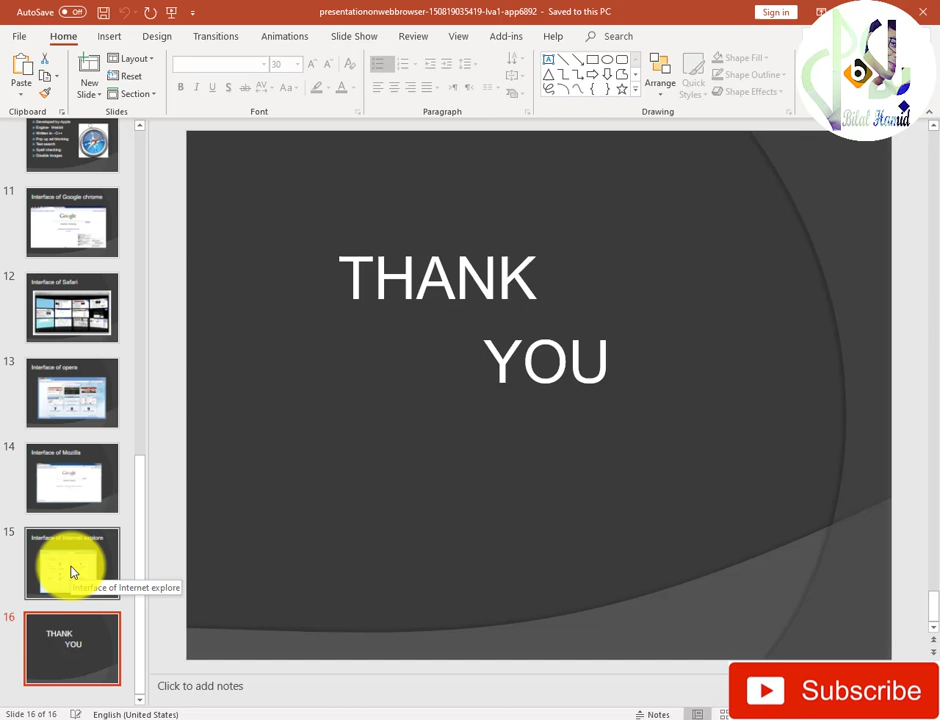 AutoSave Off
presentationonwebbrowser-150819035419-lva1-app6892 - Saved to this PC
Sign in
File Home Insert Design Transitions Animations Slide Show Review View Add-ins Help Search
Paste
New
Slide
Layout
Reset
Section
30
Arrange
Quick
Styles
Shape Fill
Shape Outline
Shape Effects
Clipboard Slides Font Paragraph Drawing
Bilal Hamid
Developed by Apple
11
Interface of Google chrome
Google
12
Interface of Safari
13
Interface of opera
14
Interface of Mozilla
15
Interface of Internet explore
Interface of Internet explore
16
THANK
YOU
THANK
YOU
Click to add notes
Subscribe
Slide 16 of 16
English (United States)
Notes